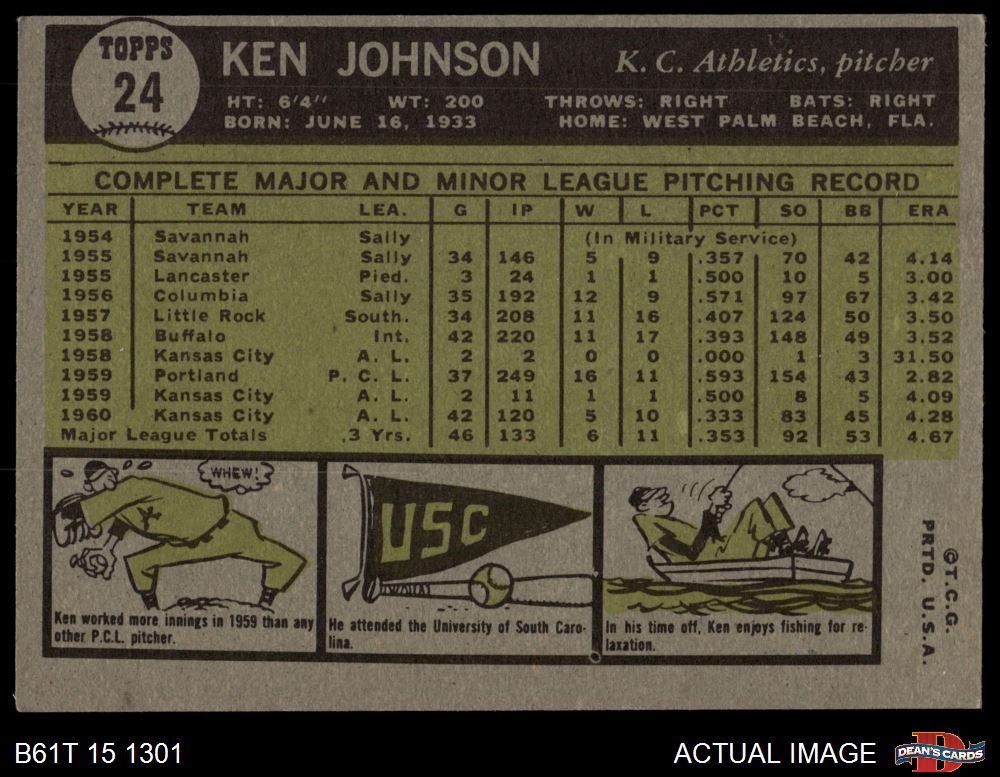 TOPPS
24
KEN JOHNSON
K. C. Athletics, pitcher
HT: 6'4" WT: 200 THROWS: RIGHT BATS: RIGHT
BORN: JUNE 16, 1933 HOME: WEST PALM BEACH, FLA.
COMPLETE MAJOR AND MINOR LEAGUE PITCHING RECORD
YEAR TEAM LEA. G IP W L PCT SO BB ERA
1954 Savannah Sally (In Military Service)
1955 Savannah Sally 34 146 5 9 .357 70 42 4.14
1955 Lancaster Pied. 3 24 1 1 .500 10 5 3.00
1956 Columbia Sally 35 192 12 9 .571 97 67 3.42
1957 Little Rock South. 34 208 11 16 .407 124 50 3.50
1958 Buffalo Int. 42 220 11 17 .393 148 49 3.52
1958 Kansas City A. L. 2 2 0 0 .000 1 3 31.50
1959 Portland P. C. L. 37 249 16 11 .593 154 43 2.82
1959 Kansas City A. L. 2 11 1 1 .500 8 5 4.09
1960 Kansas City A. L. 42 120 5 10 .333 83 45 4.28
Major League Totals 3 Yrs. 46 133 6 11 .353 92 53 4.67
WHEW!
Ken worked more innings in 1959 than any
other P.C.L. pitcher.
USC
He attended the University of South Caro-
lina.
In his time off, Ken enjoys fishing for re-
laxation.
©T.C.G.
PRTD. U.S.A.
B61T 15 1301
ACTUAL IMAGE
D
DEAN'S CARDS